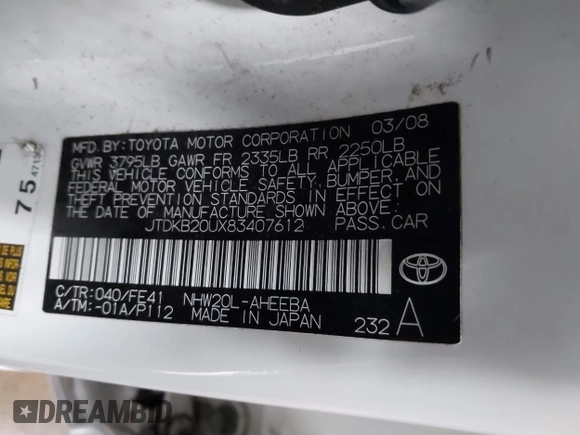 MFD. BY: TOYOTA MOTOR CORPORATION 03/08
GVWR 3795LB GAWR FR 2335LB RR 2250LB
THIS VEHICLE CONFORMS TO ALL APPLICABLE
FEDERAL MOTOR VEHICLE SAFETY, BUMPER, AND
THEFT PREVENTION STANDARDS IN EFFECT ON
THE DATE OF MANUFACTURE SHOWN ABOVE.
JTDKB20UX83407612 PASS. CAR
C/TR: 040/FE41 NHW20L-AHEEBA
A/TM: -01A/P112 MADE IN JAPAN 232 A
75
DE PLUS
DREAMBID